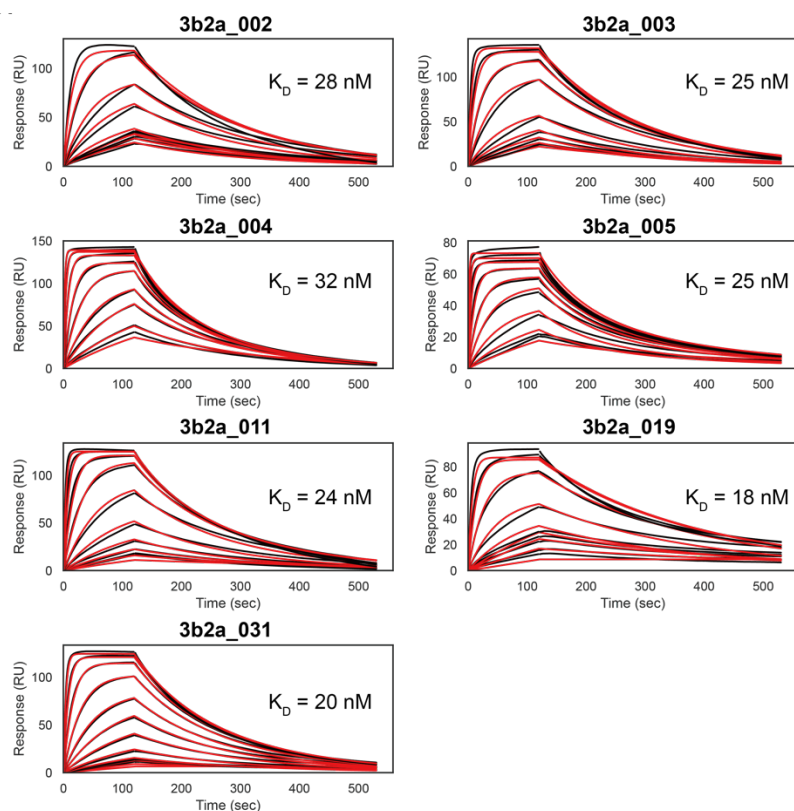 3b2a_002
Response (RU)
100
50
0
K_D = 28 nM
0 100 200 300 400 500
Time (sec)
3b2a_003
Response (RU)
100
50
0
K_D = 25 nM
0 100 200 300 400 500
Time (sec)
3b2a_004
Response (RU)
150
100
50
0
K_D = 32 nM
0 100 200 300 400 500
Time (sec)
3b2a_005
Response (RU)
80
60
40
20
0
K_D = 25 nM
0 100 200 300 400 500
Time (sec)
3b2a_011
Response (RU)
100
50
0
K_D = 24 nM
0 100 200 300 400 500
Time (sec)
3b2a_019
Response (RU)
80
60
40
20
0
K_D = 18 nM
0 100 200 300 400 500
Time (sec)
3b2a_031
Response (RU)
100
50
0
K_D = 20 nM
0 100 200 300 400 500
Time (sec)